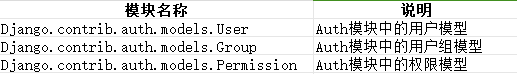 模块名称 说明
Django.contrib.auth.models.User Auth模块中的用户模型
Django.contrib.auth.models.Group Auth模块中的用户组模型
Django.contrib.auth.models.Permission Auth模块中的权限模型